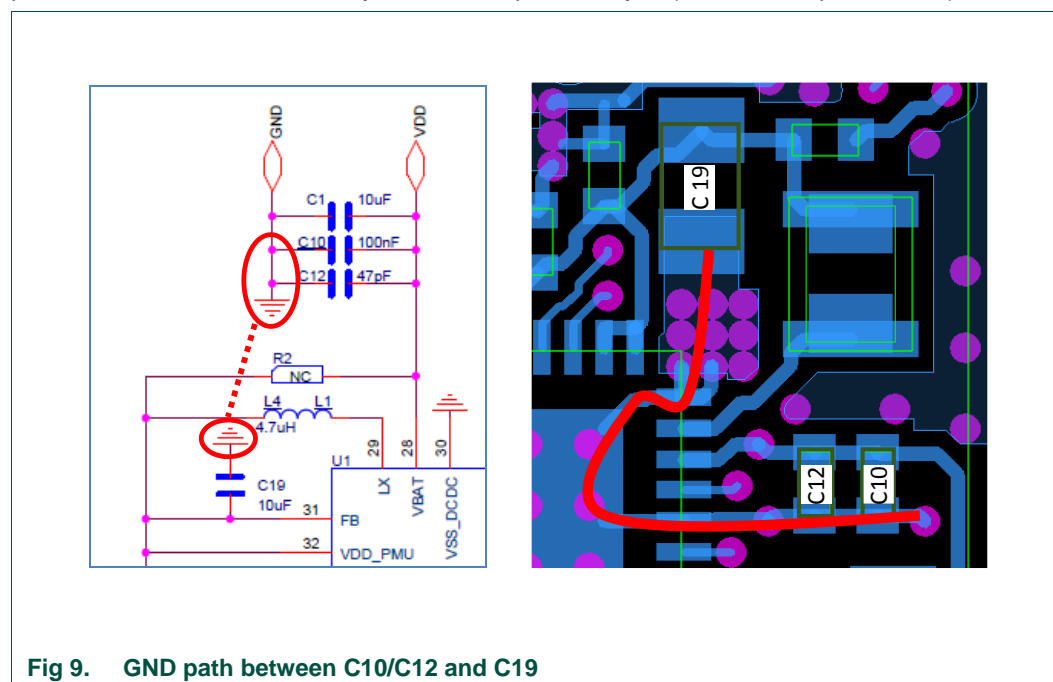 GND
VDD
C1 10uF
C10 100nF
C12 47pF
R2
NC
L4 L1
4.7uH
29
28
30
U1
LX
VBAT
VSS_DCDC
C19
10uF
31 FB
32 VDD_PMU
C 19
C12
C10
Fig 9. GND path between C10/C12 and C19